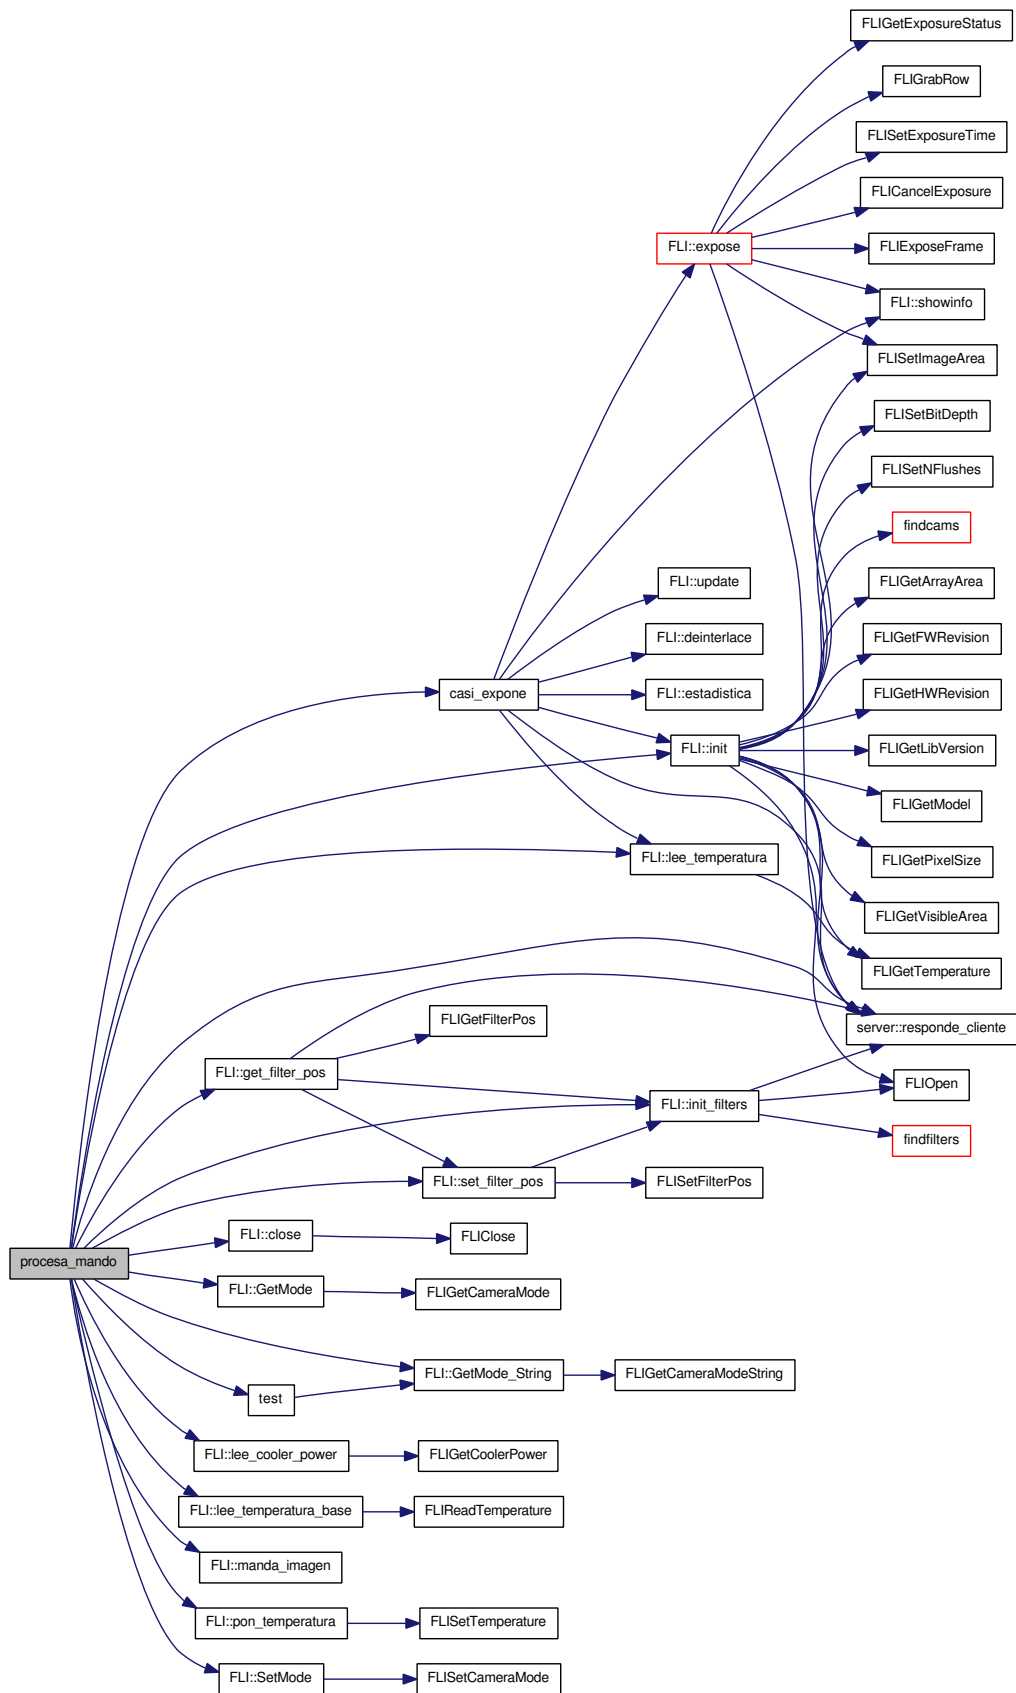 FLIGetExposureStatus
FLIGrabRow
FLISetExposureTime
FLICancelExposure
FLI::expose
FLIExposeFrame
FLI::showinfo
FLISetImageArea
FLISetBitDepth
FLISetNFlushes
findcams
FLI::update
FLIGetArrayArea
FLI::deinterlace
FLIGetFWRevision
casi_expone
FLI::estadistica
FLIGetHWRevision
FLI::init
FLIGetLibVersion
FLIGetModel
FLI::lee_temperatura
FLIGetPixelSize
FLIGetVisibleArea
FLIGetTemperature
FLIGetFilterPos
server::responde_cliente
FLI::get_filter_pos
FLIOpen
FLI::init_filters
findfilters
FLI::set_filter_pos
FLISetFilterPos
FLI::close
FLIClose
procesa_mando
FLI::GetMode
FLIGetCameraMode
FLI::GetMode_String
FLIGetCameraModeString
test
FLI::lee_cooler_power
FLIGetCoolerPower
FLI::lee_temperatura_base
FLIReadTemperature
FLI::manda_imagen
FLI::pon_temperatura
FLISetTemperature
FLI::SetMode
FLISetCameraMode